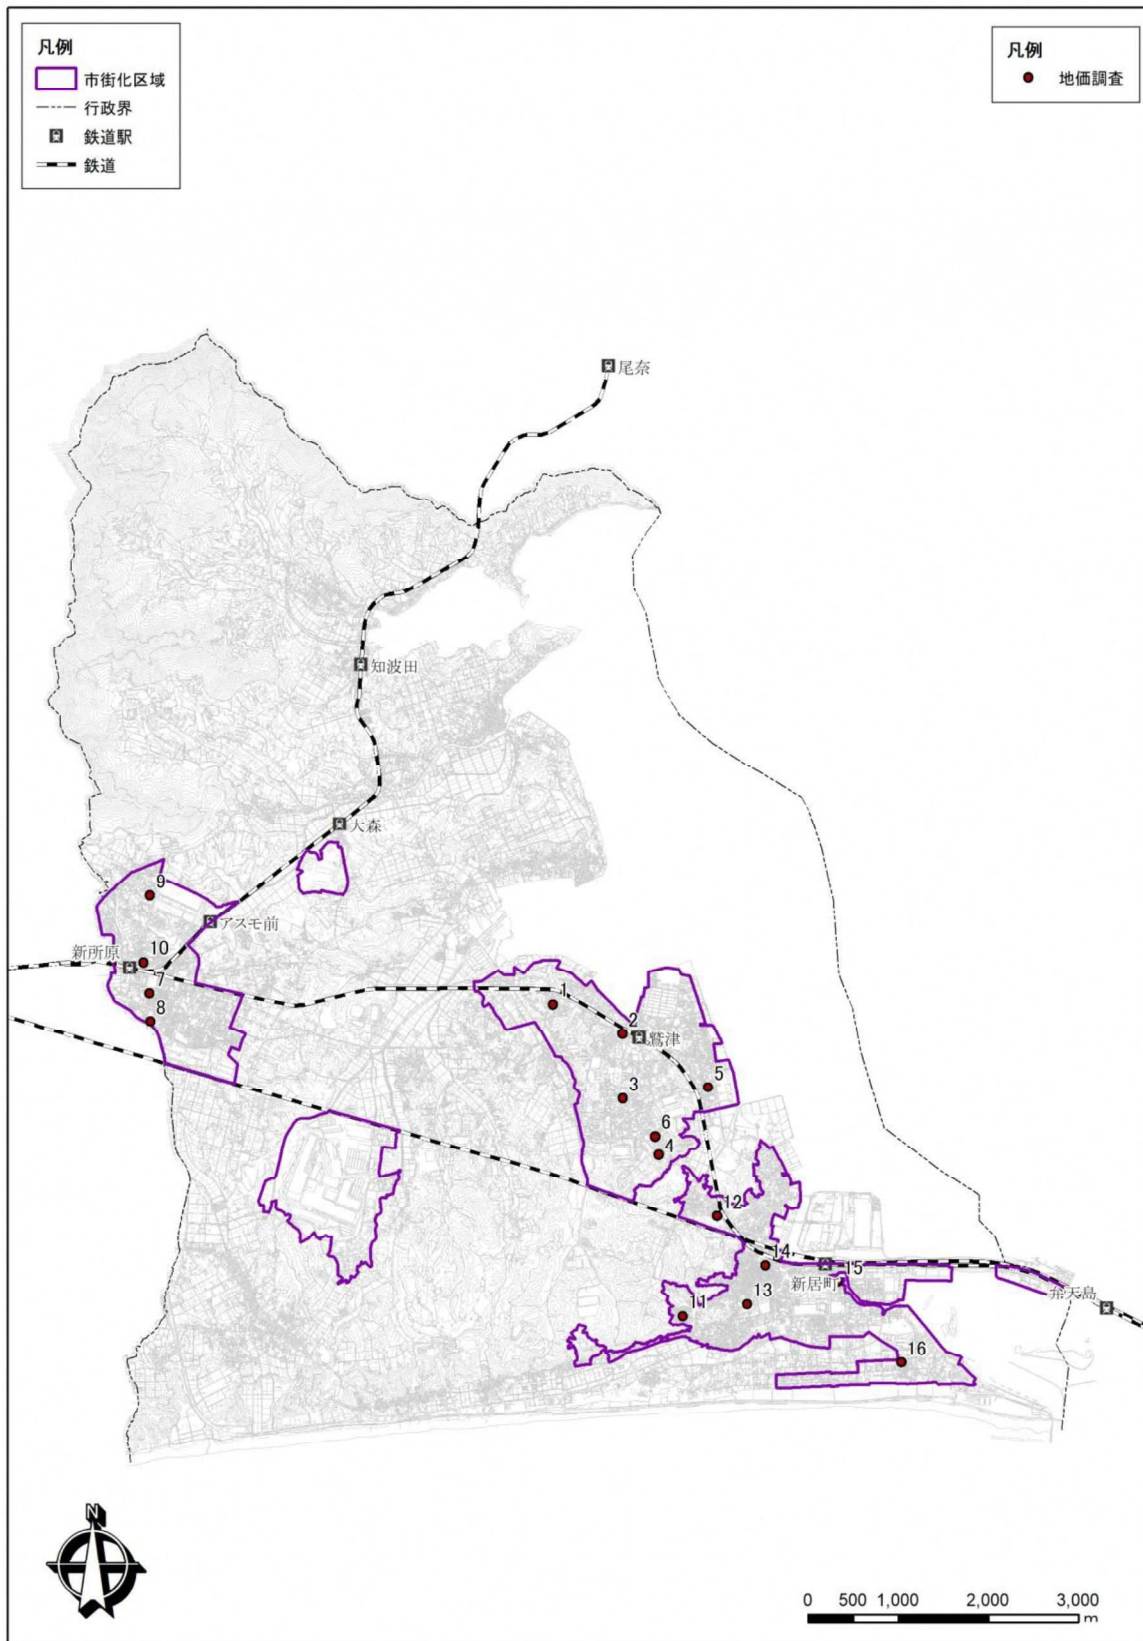 凡例
市街化区域
行政界
鉄道駅
鉄道
凡例
地価調査
尾奈
知波田
大森
9
アスモ前
新所原
10
7
8
1
2
鷲津
3
5
6
4
12
14
新居町
15
弁天島
13
11
16
N
0 500 1,000 2,000 3,000
m